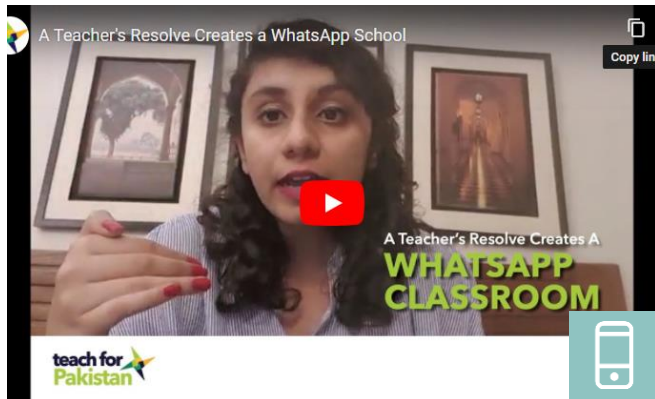 A Teacher's Resolve Creates a WhatsApp School
Copy lin
A Teacher's Resolve Creates A
WHATSAPP
CLASSROOM
teach for
Pakistan